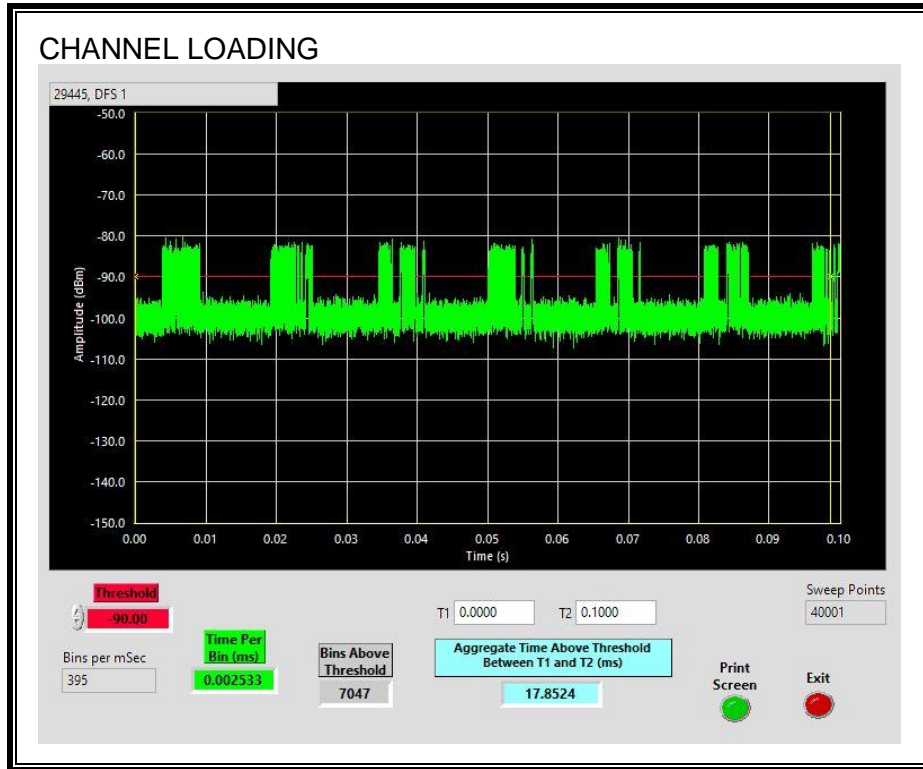 CHANNEL LOADING
29445, DFS 1
-50.0
-60.0
-70.0
-80.0
-90.0
-100.0
-110.0
-120.0
-130.0
-140.0
-150.0
Amplitude (dBm)
0.00 0.01 0.02 0.03 0.04 0.05 0.06 0.07 0.08 0.09 0.10
Time (s)
Threshold
-90.00
Bins per mSec
395
Time Per
Bin (ms)
0.002533
Bins Above
Threshold
7047
T1 0.0000 T2 0.1000
Aggregate Time Above Threshold
Between T1 and T2 (ms)
17.8524
Sweep Points
40001
Print
Screen
Exit